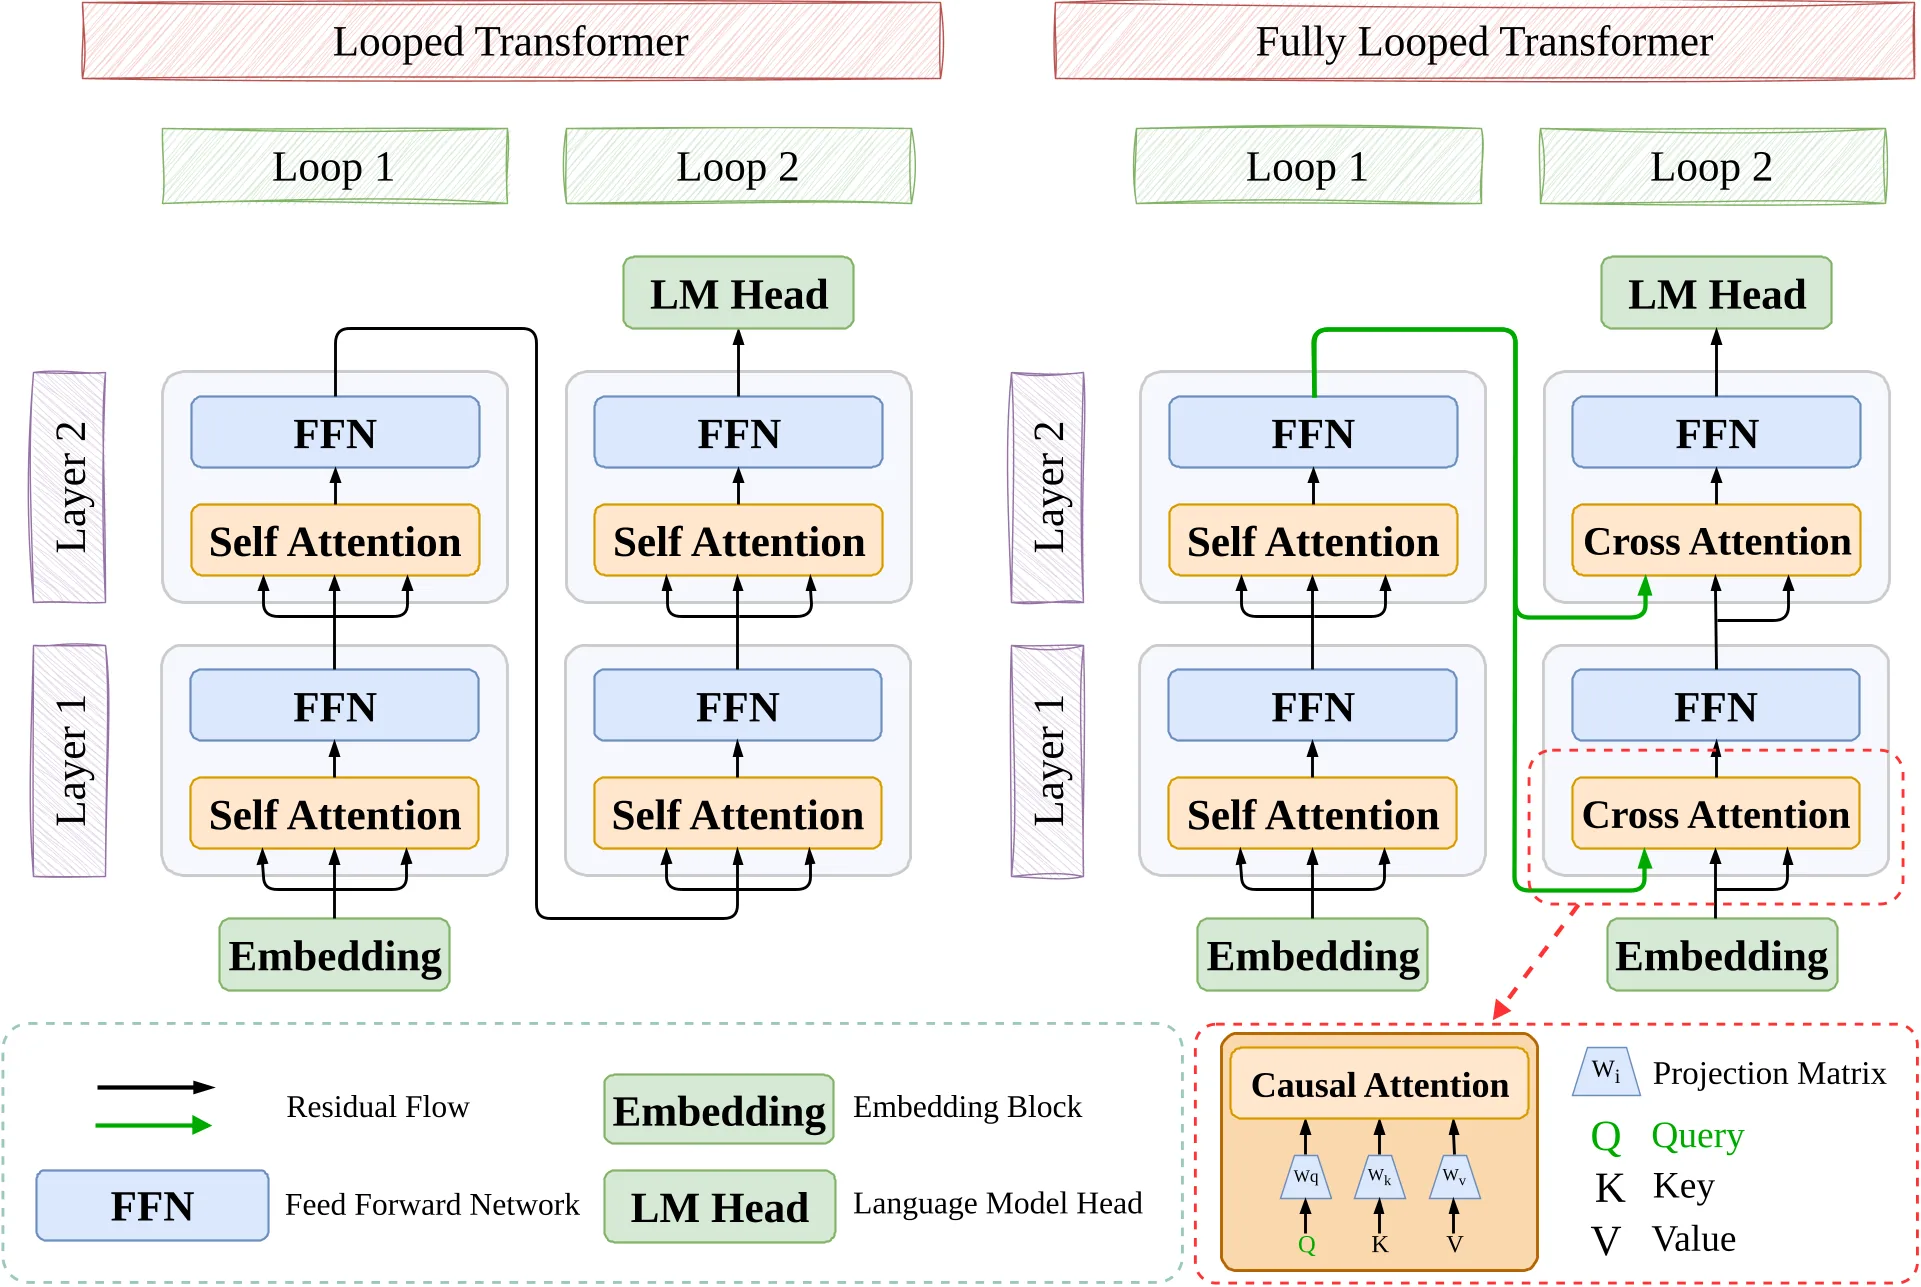 Looped Transformer
Fully Looped Transformer
Loop 1
Loop 2
Loop 1
Loop 2
LM Head
LM Head
Layer 2
FFN
FFN
Layer 2
FFN
FFN
Self Attention
Self Attention
Self Attention
Cross Attention
Layer 1
FFN
FFN
Layer 1
FFN
FFN
Self Attention
Self Attention
Self Attention
Cross Attention
Embedding
Embedding
Embedding
Residual Flow
Embedding
Embedding Block
FFN
Feed Forward Network
LM Head
Language Model Head
Causal Attention
Wq
Wk
Wv
Q
K
V
Wi
Projection Matrix
Q
Query
K
Key
V
Value